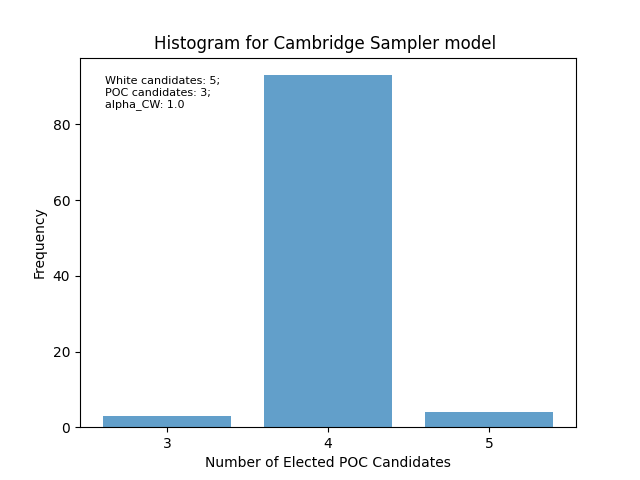 Histogram for Cambridge Sampler model
White candidates: 5;
POC candidates: 3;
alpha_CW: 1.0
80
60
40
20
0
Frequency
3 4 5
Number of Elected POC Candidates